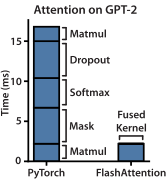 Attention on GPT-2
Matmul
Dropout
Softmax
Mask
Matmul
Fused
Kernel
Time (ms)
15
10
5
0
PyTorch
FlashAttention